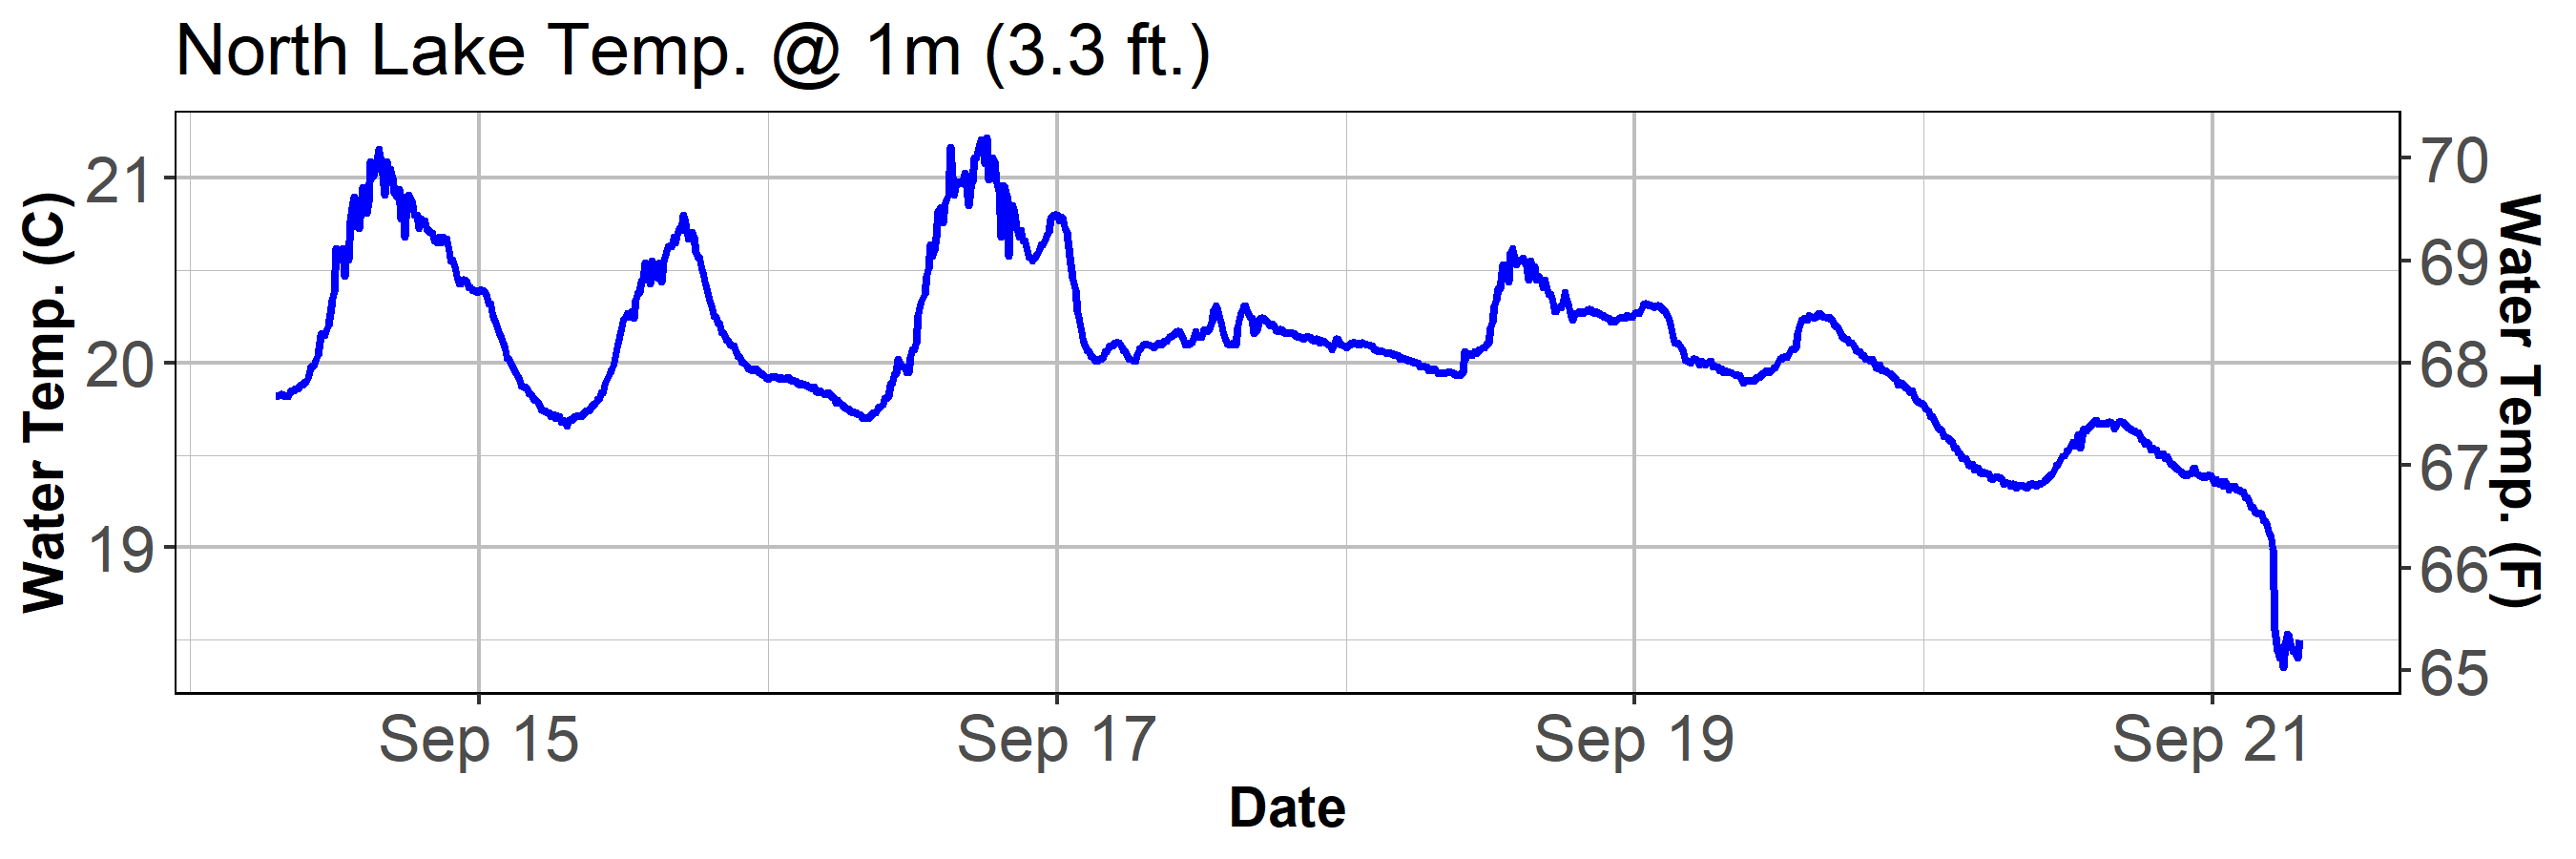 North Lake Temp. @ 1m (3.3 ft.)
Water Temp. (C)
21
20
19
70
69
68
67
66
65
Water Temp. (F)
Sep 15
Sep 17
Sep 19
Sep 21
Date